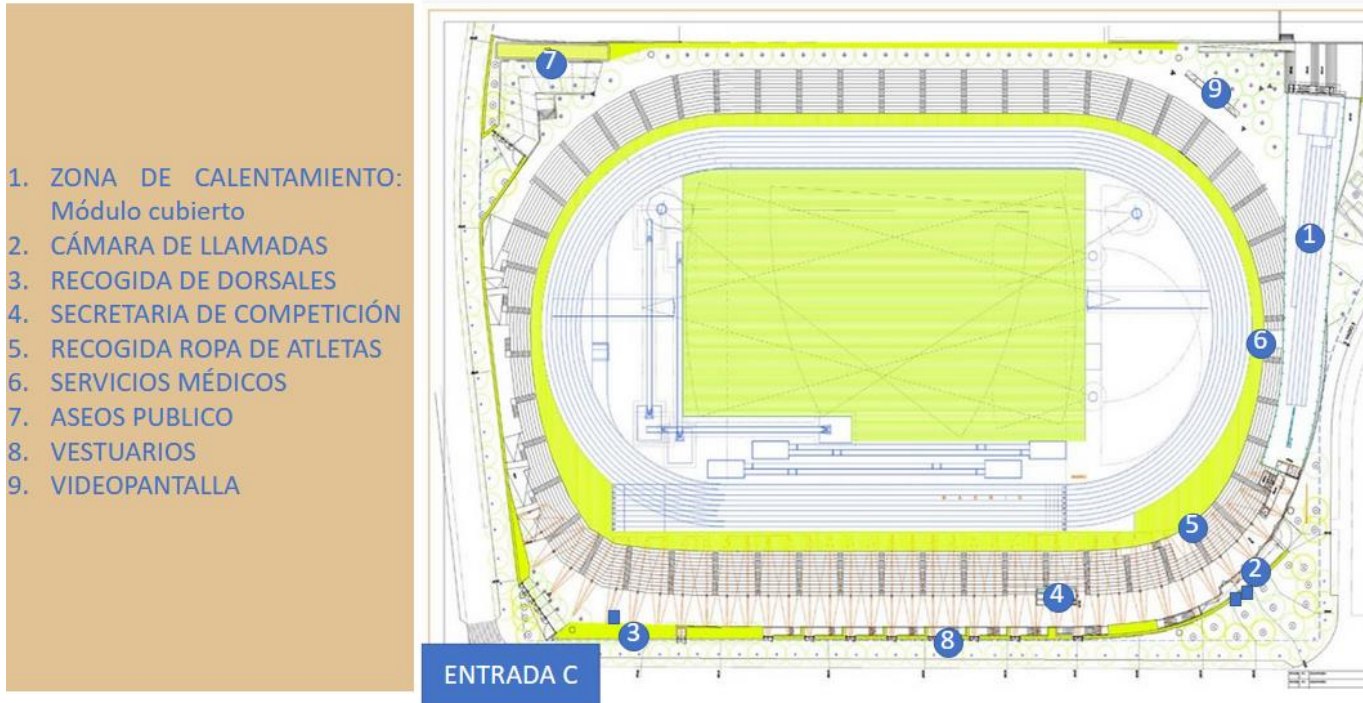 1. ZONA DE CALENTAMIENTO:
Módulo cubierto
2. CÁMARA DE LLAMADAS
3. RECOGIDA DE DORSALES
4. SECRETARIA DE COMPETICIÓN
5. RECOGIDA ROPA DE ATLETAS
6. SERVICIOS MÉDICOS
7. ASEOS PUBLICO
8. VESTUARIOS
9. VIDEOPANTALLA
7
9
1
6
5
2
4
3
8
ENTRADA C